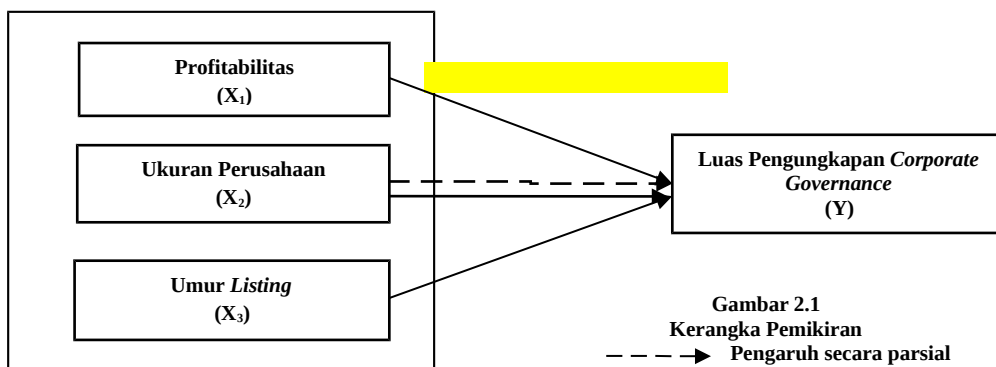 Profitabilitas
(X₁)
Ukuran Perusahaan
(X₂)
Umur Listing
(X₃)
Luas Pengungkapan Corporate
Governance
(Y)
Gambar 2.1
Kerangka Pemikiran
Pengaruh secara parsial